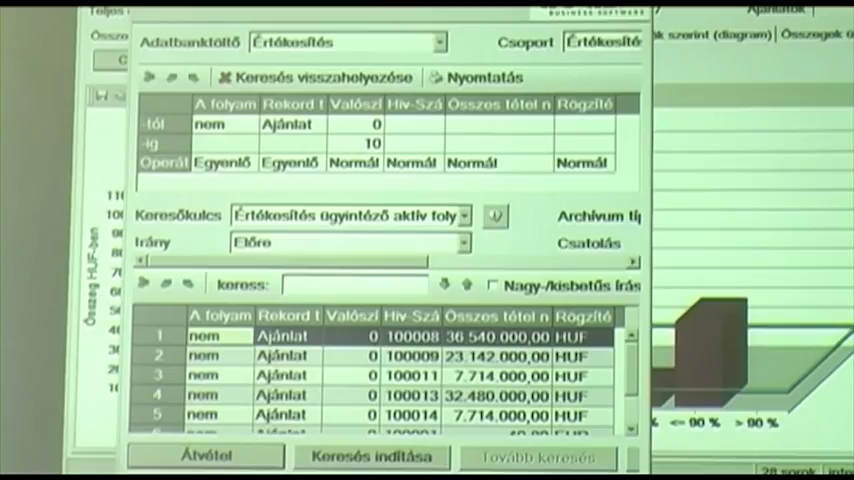 Teljes
BUSINESS SOFTWARE
Ajánlatok
Össze
Adatbanktöltő Értékesítés Csoport Értékesíté
k szerint (diagram) Összegek
Keresés visszahelyezése Nyomtatás
A folyam Rekord t Valószí Hiv-Szá Összes tétel n Rögzíté
-tól nem Ajánlat 0
-ig 10
Operát Egyenlő Egyenlő Normál Normál Normál Normál
Keresőkulcs Értékesítés ügyintéző aktív foly Archívum típ
Irány Előre Csatolás
keress: Nagy-/kisbetűs írás
A folyam Rekord t Valószí Hiv-Szá Összes tétel n Rögzíté
1 nem Ajánlat 0 100008 36 540.000,00 HUF
2 nem Ajánlat 0 100009 23.142.000,00 HUF
3 nem Ajánlat 0 100011 7.714.000,00 HUF
4 nem Ajánlat 0 100013 32.480.000,00 HUF
5 nem Ajánlat 0 100014 7.714.000,00 HUF
Átvétel Keresés indítása Tovább keresés
Összeg HUF-ban
% <= 90 % > 90 %
28 sorok